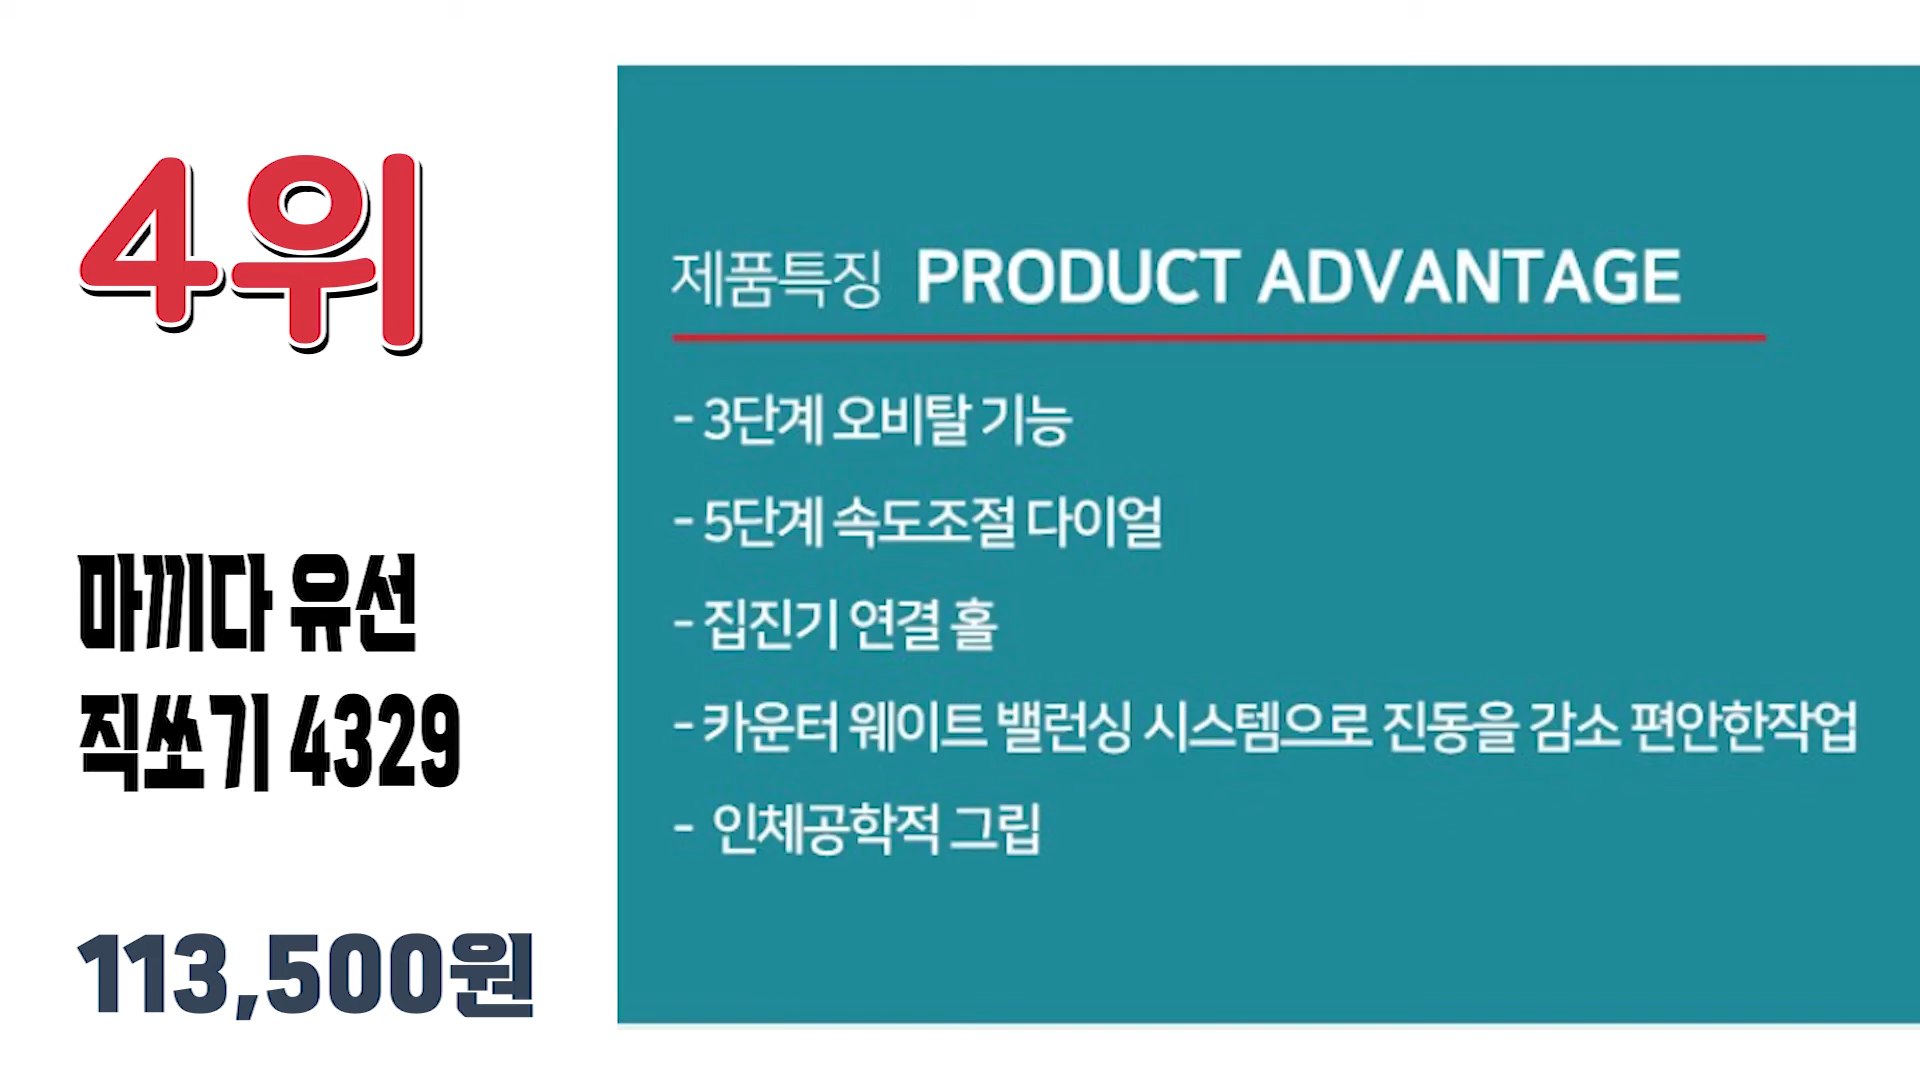 4위
마끼다 유선
직쏘기 4329
113,500원
제품특징 PRODUCT ADVANTAGE
- 3단계 오비탈 기능
- 5단계 속도조절 다이얼
- 집진기 연결 홀
- 카운터 웨이트 밸런싱 시스템으로 진동을 감소 편안한작업
- 인체공학적 그립